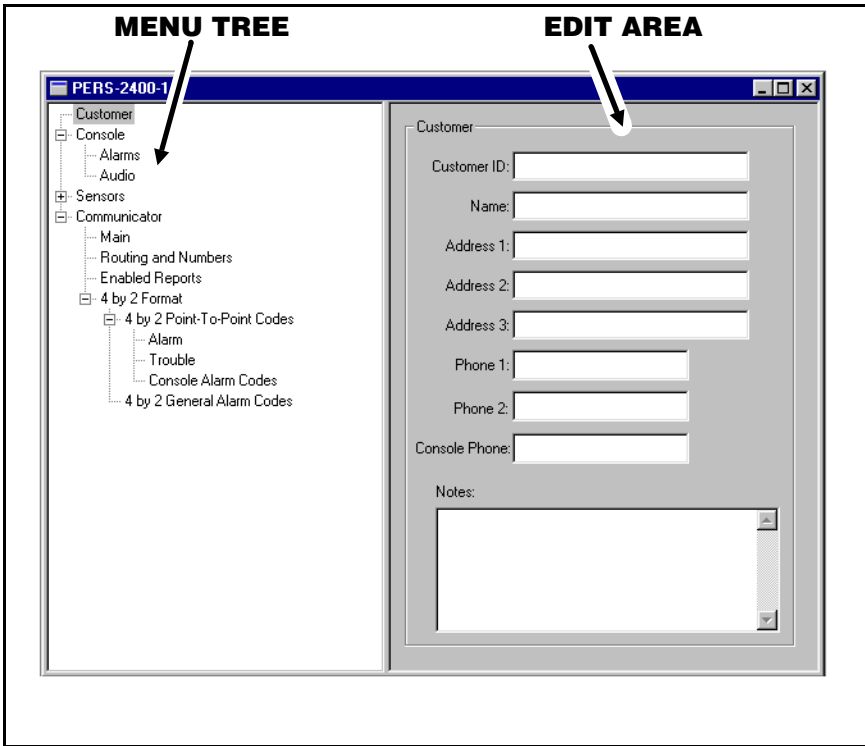 MENU TREE
EDIT AREA
PERS-2400-1
Customer
Console
Alarms
Audio
Sensors
Communicator
Main
Routing and Numbers
Enabled Reports
4 by 2 Format
4 by 2 Point-To-Point Codes
Alarm
Trouble
Console Alarm Codes
4 by 2 General Alarm Codes
Customer
Customer ID:
Name:
Address 1:
Address 2:
Address 3:
Phone 1:
Phone 2:
Console Phone:
Notes: